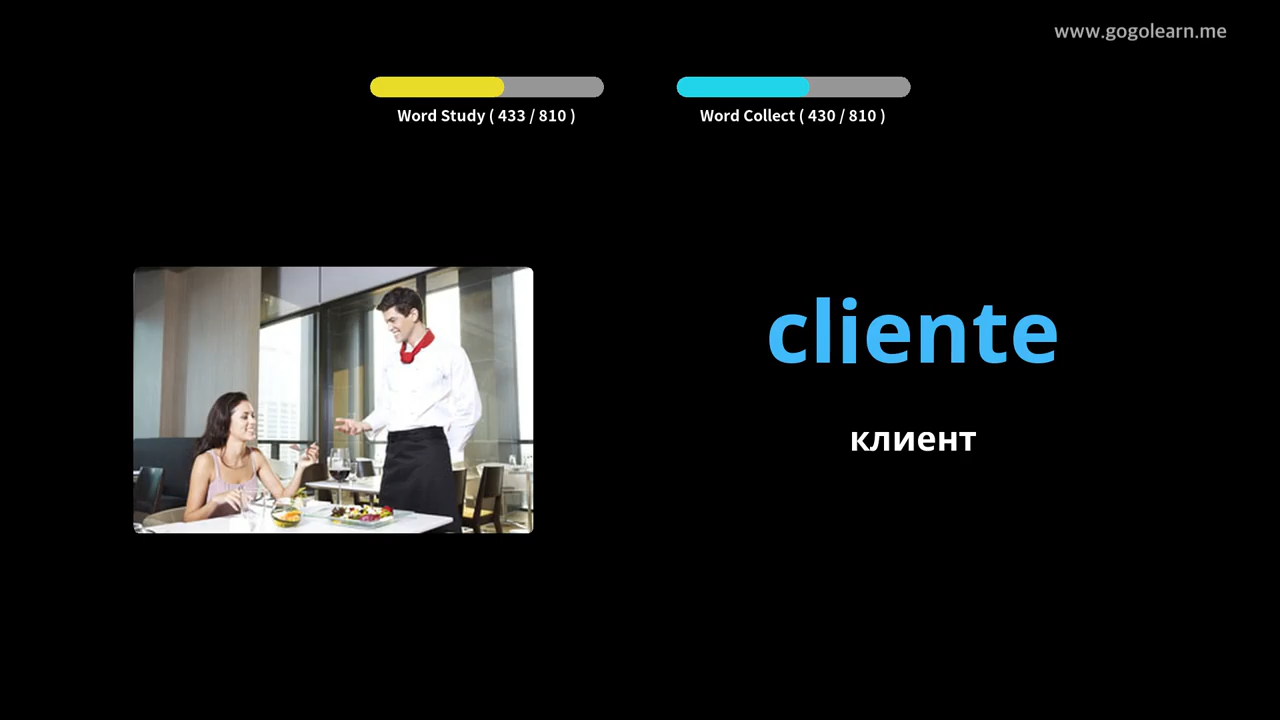 www.gogolearn.me
Word Study ( 433 / 810 )
Word Collect ( 430 / 810 )
cliente
клиент